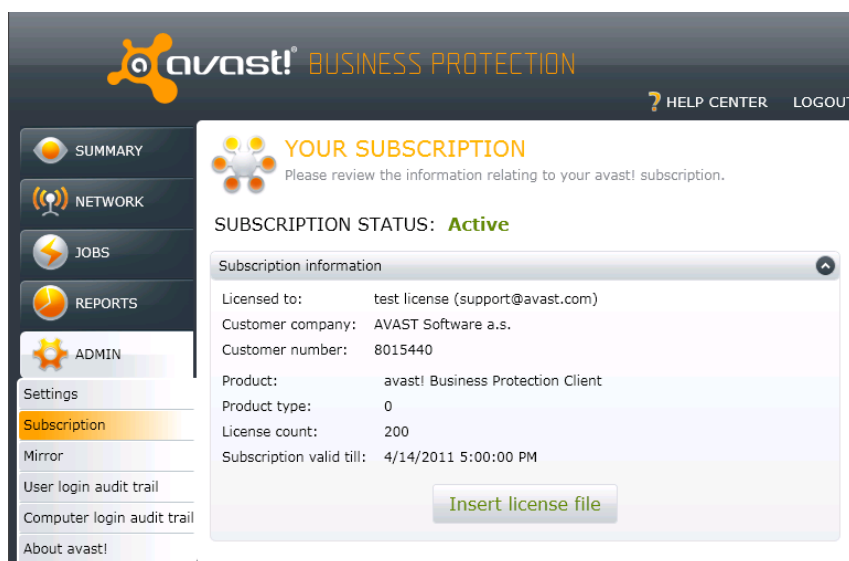 avast!® BUSINESS PROTECTION
? HELP CENTER LOGOUT
SUMMARY
NETWORK
JOBS
REPORTS
ADMIN
Settings
Subscription
Mirror
User login audit trail
Computer login audit trail
About avast!
YOUR SUBSCRIPTION
Please review the information relating to your avast! subscription.
SUBSCRIPTION STATUS: Active
Subscription information
Licensed to: test license (support@avast.com)
Customer company: AVAST Software a.s.
Customer number: 8015440
Product: avast! Business Protection Client
Product type: 0
License count: 200
Subscription valid till: 4/14/2011 5:00:00 PM
Insert license file